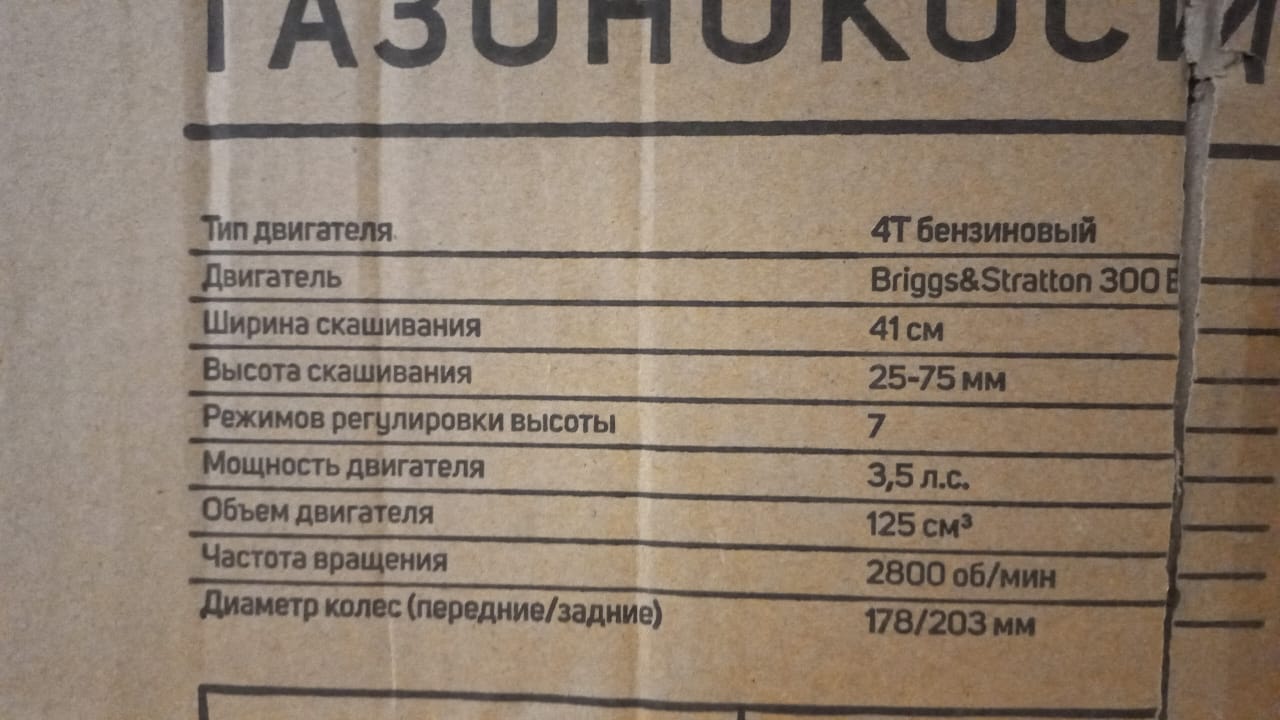 ГАЗОНОКОСИ
Тип двигателя 4Т бензиновый
Двигатель Briggs&Stratton 300 E
Ширина скашивания 41 см
Высота скашивания 25-75 мм
Режимов регулировки высоты 7
Мощность двигателя 3,5 л.с.
Объем двигателя 125 см³
Частота вращения 2800 об/мин
Диаметр колес (передние/задние) 178/203 мм